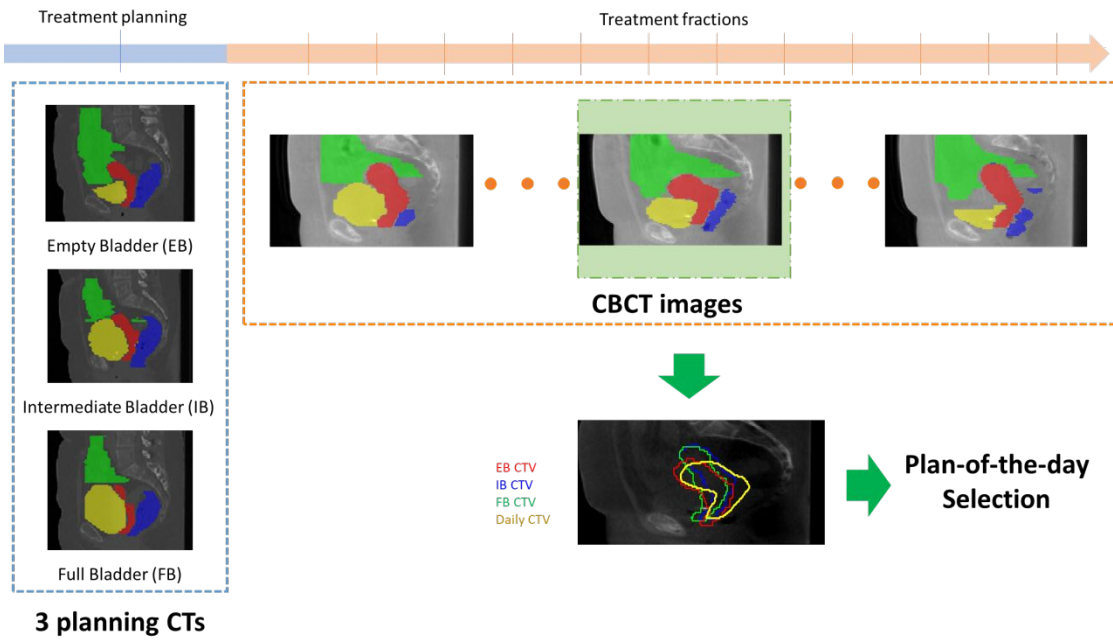 Treatment planning
Treatment fractions
Empty Bladder (EB)
Intermediate Bladder (IB)
Full Bladder (FB)
3 planning CTs
CBCT images
EB CTV
IB CTV
FB CTV
Daily CTV
Plan-of-the-day
Selection